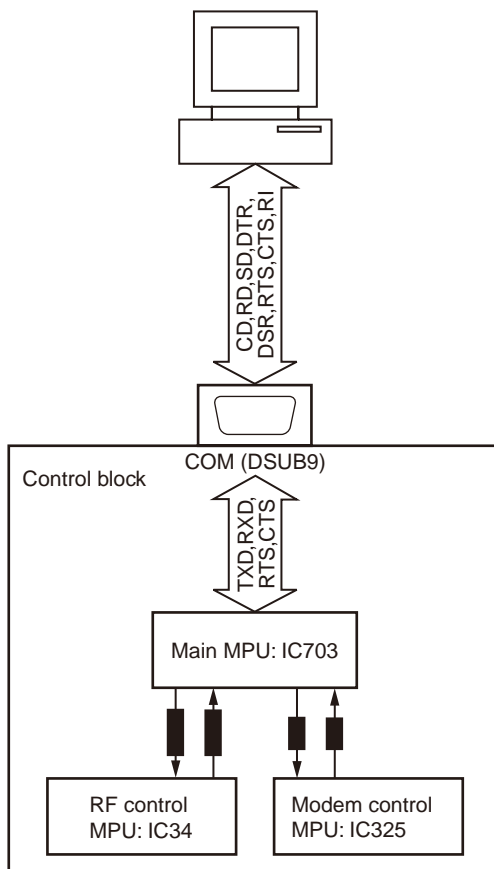 CD,RD,SD,DTR,
DSR,RTS,CTS,RI
COM (DSUB9)
Control block
TXD,RXD,
RTS,CTS
Main MPU: IC703
RF control
MPU: IC34
Modem control
MPU: IC325